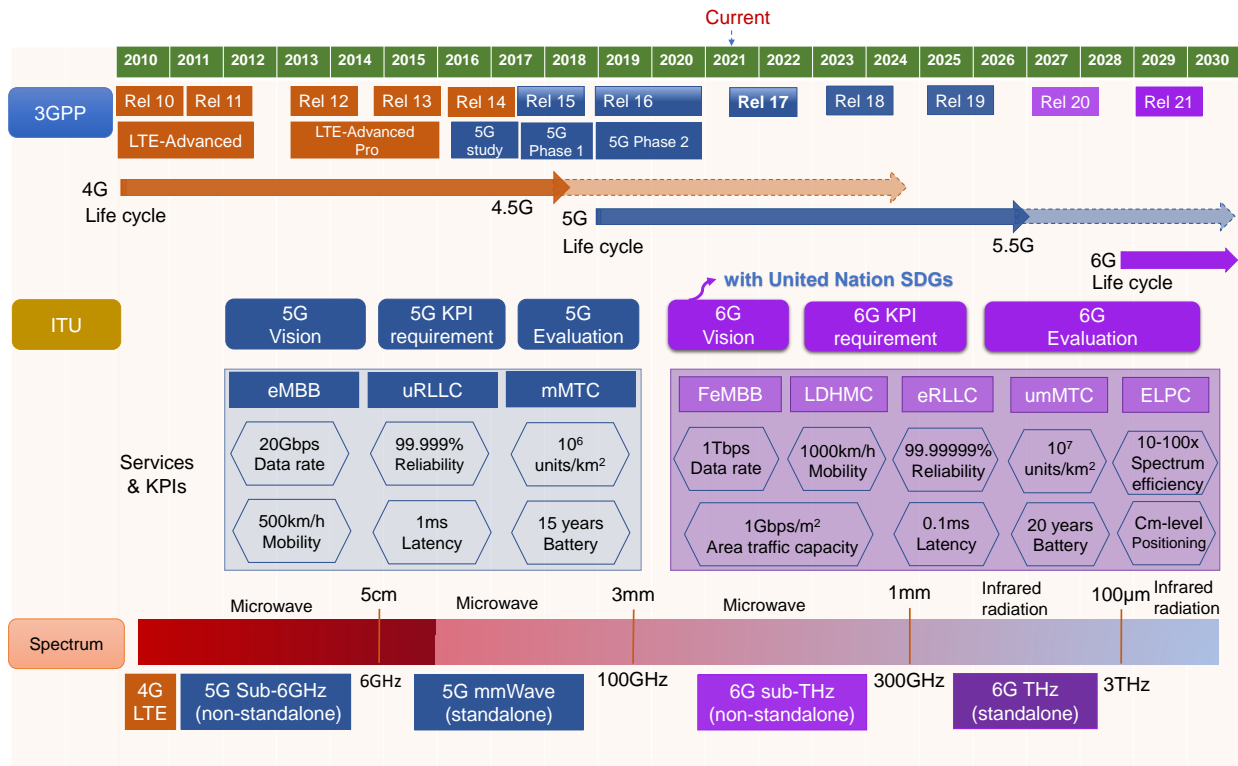 Current
2010 2011 2012 2013 2014 2015 2016 2017 2018 2019 2020 2021 2022 2023 2024 2025 2026 2027 2028 2029 2030
3GPP
Rel 10 Rel 11 Rel 12 Rel 13 Rel 14 Rel 15 Rel 16 Rel 17 Rel 18 Rel 19 Rel 20 Rel 21
LTE-Advanced
LTE-Advanced
Pro
5G
study
5G
Phase 1
5G Phase 2
4G
Life cycle
4.5G
5G
Life cycle
5.5G
6G
Life cycle
with United Nation SDGs
ITU
5G
Vision
5G KPI
requirement
5G
Evaluation
6G
Vision
6G KPI
requirement
6G
Evaluation
Services
& KPIs
eMBB uRLLC mMTC
20Gbps
Data rate
99.999%
Reliability
10⁶
units/km²
500km/h
Mobility
1ms
Latency
15 years
Battery
FeMBB LDHMC eRLLC umMTC ELPC
1Tbps
Data rate
1000km/h
Mobility
99.99999%
Reliability
10⁷
units/km²
10-100x
Spectrum
efficiency
1Gbps/m²
Area traffic capacity
0.1ms
Latency
20 years
Battery
Cm-level
Positioning
Microwave
5cm
Microwave
3mm
Microwave
1mm
Infrared
radiation
100µm
Infrared
radiation
Spectrum
6GHz
100GHz
300GHz
3THz
4G
LTE
5G Sub-6GHz
(non-standalone)
5G mmWave
(standalone)
6G sub-THz
(non-standalone)
6G THz
(standalone)